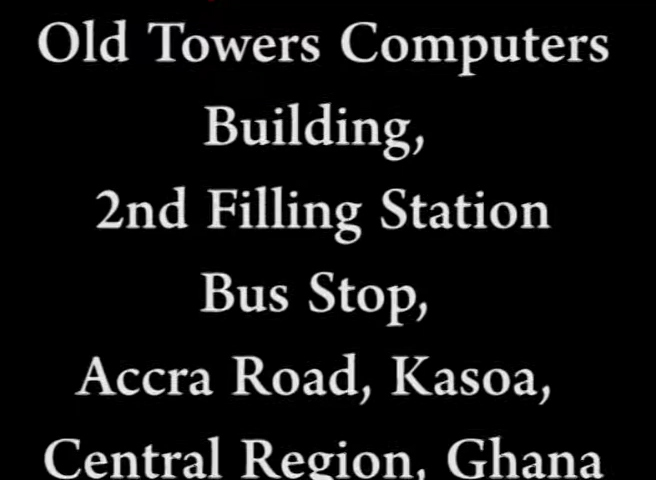 Old Towers Computers
Building,
2nd Filling Station
Bus Stop,
Accra Road, Kasoa,
Central Region, Ghana